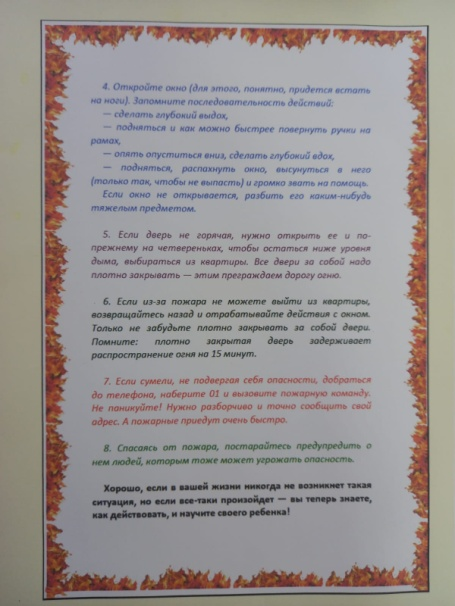 4. Откройте окно (для этого, понятно, придется встать
на ноги). Запомните последовательность действий:
— сделать глубокий выдох,
— подняться и как можно быстрее повернуть ручки на
рамах,
— опять опуститься вниз, сделать глубокий вдох,
— подняться, распахнуть окно, высунуться в него
(только так, чтобы не выпасть) и громко звать на помощь.
Если окно не открывается, разбить его каким-нибудь
тяжелым предметом.
5. Если дверь не горячая, нужно открыть ее и по-
прежнему на четвереньках, чтобы остаться ниже уровня
дыма, выбираться из квартиры. Все двери за собой надо
плотно закрывать — этим преграждаем дорогу огню.
6. Если из-за пожара не можете выйти из квартиры,
возвращайтесь назад и отрабатывайте действия с окном.
Только не забудьте плотно закрывать за собой двери.
Помните: плотно закрытая дверь задерживает
распространение огня на 15 минут.
7. Если сумели, не подвергая себя опасности, добраться
до телефона, наберите 01 и вызовите пожарную команду.
Не паникуйте! Нужно разборчиво и точно сообщить свой
адрес. А пожарные приедут очень быстро.
8. Спасаясь от пожара, постарайтесь предупредить о
нем людей, которым тоже может угрожать опасность.
Хорошо, если в вашей жизни никогда не возникнет такая
ситуация, но если все-таки произойдет — вы теперь знаете,
как действовать, и научите своего ребенка!